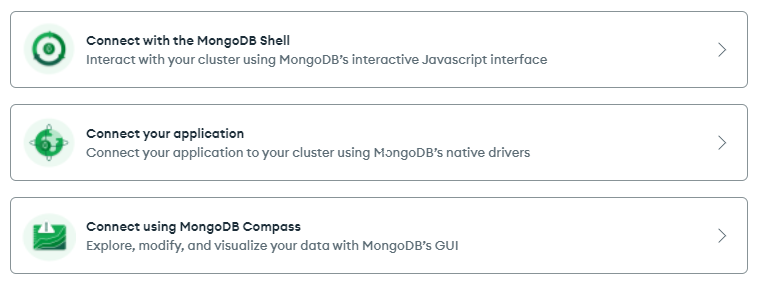 Connect with the MongoDB Shell
Interact with your cluster using MongoDB's interactive Javascript interface
Connect your application
Connect your application to your cluster using MongoDB's native drivers
Connect using MongoDB Compass
Explore, modify, and visualize your data with MongoDB's GUI